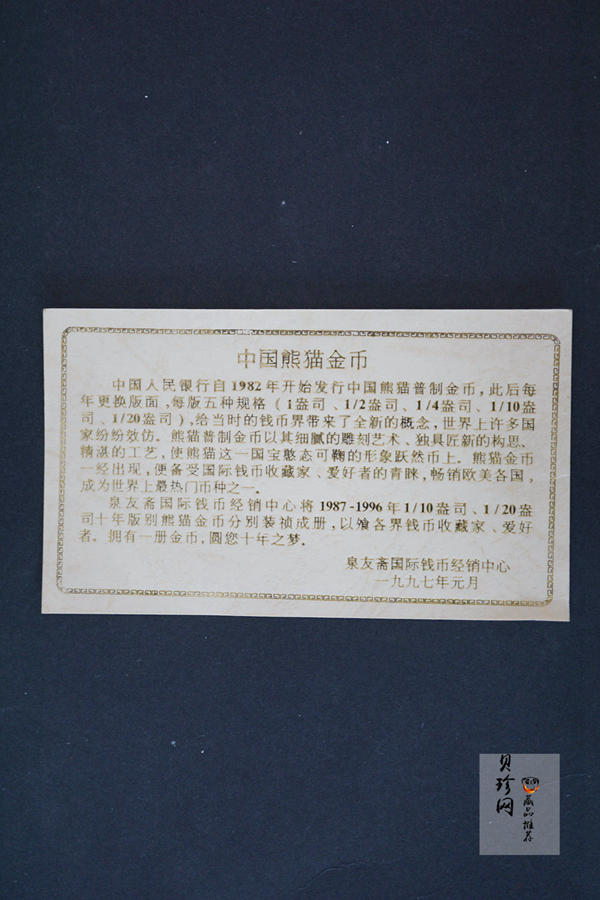 中国熊猫金币
中国人民银行自1982年开始发行中国熊猫普制金币，此后每
年更换版面，每版五种规格（1盎司、1/2盎司、1/4盎司、1/10盎
司、1/20盎司），给当时的钱币界带来了全新的概念，世界上许多国
家纷纷效仿。熊猫普制金币以其细腻的雕刻艺术、独具匠新的构思、
精湛的工艺，使熊猫这一国宝憨态可鞠的形象跃然币上。熊猫金币
一经出现，便备受国际钱币收藏家、爱好者的青睐，畅销欧美各国，
成为世界上最热门币种之一。
泉友斋国际钱币经销中心将1987-1996年1/10盎司、1/20盎
司十年版别熊猫金币分别装祯成册，以飨各界钱币收藏家、爱好
者。拥有一册金币，圆您十年之梦。
泉友斋国际钱币经销中心
一九九七年元月
贝珍网
藏品推荐